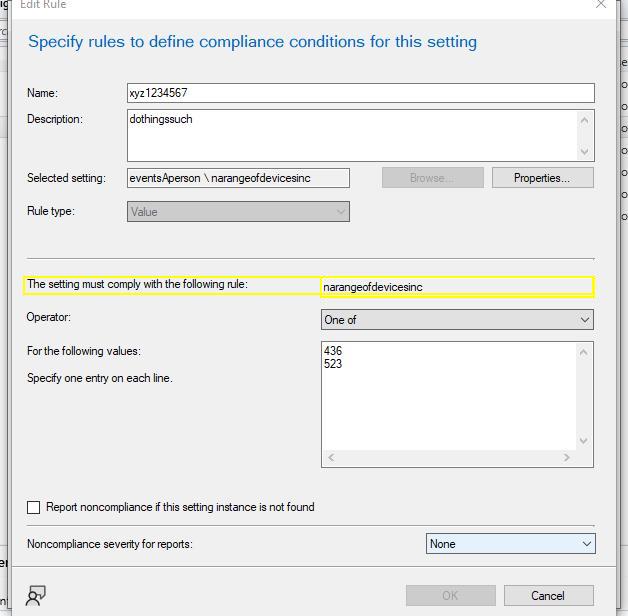 Edit Rule
Specify rules to define compliance conditions for this setting
Name:
xyz1234567
Description:
dothingssuch
Selected setting:
eventsAperson \ narangeofdevicesinc
Browse...
Properties...
Rule type:
Value
The setting must comply with the following rule:
narangeofdevicesinc
Operator:
One of
For the following values:
436
523
Specify one entry on each line.
Report noncompliance if this setting instance is not found
Noncompliance severity for reports:
None
OK
Cancel